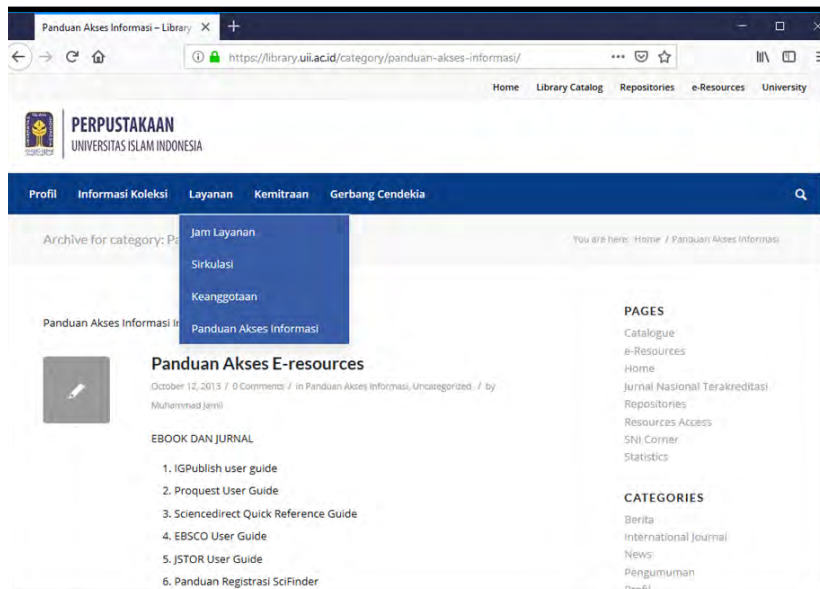 Panduan Akses Informasi – Library
https://library.uii.ac.id/category/panduan-akses-informasi/
Home Library Catalog Repositories e-Resources University
PERPUSTAKAAN
UNIVERSITAS ISLAM INDONESIA
Profil Informasi Koleksi Layanan Kemitraan Gerbang Cendekia
Jam Layanan
Sirkulasi
Keanggotaan
Panduan Akses Informasi
Archive for category:
You are here: Home / Panduan Akses Informasi
Panduan Akses Informasi
Panduan Akses E-resources
October 12, 2013 / 0 Comments / in Panduan Akses Informasi, Uncategorized / by
Muhammad Jamil
EBOOK DAN JURNAL
1. IGPublish user guide
2. Proquest User Guide
3. Sciencedirect Quick Reference Guide
4. EBSCO User Guide
5. JSTOR User Guide
6. Panduan Registrasi SciFinder
PAGES
Catalogue
e-Resources
Home
Jurnal Nasional Terakreditasi
Repositories
Resources Access
SNI Corner
Statistics
CATEGORIES
Berita
International Journal
News
Pengumuman